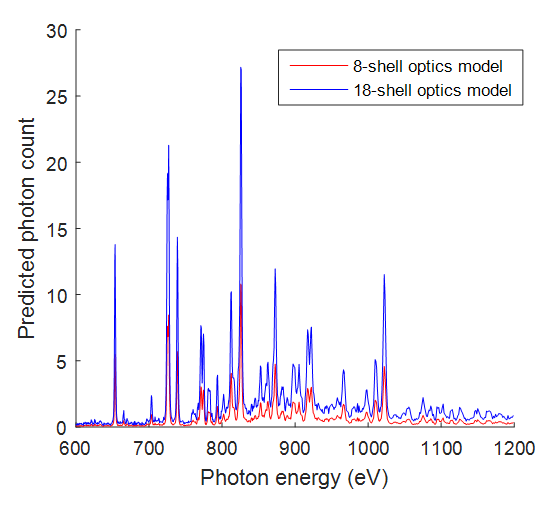 30
25
20
15
10
5
0
Predicted photon count
8-shell optics model
18-shell optics model
600 700 800 900 1000 1100 1200
Photon energy (eV)